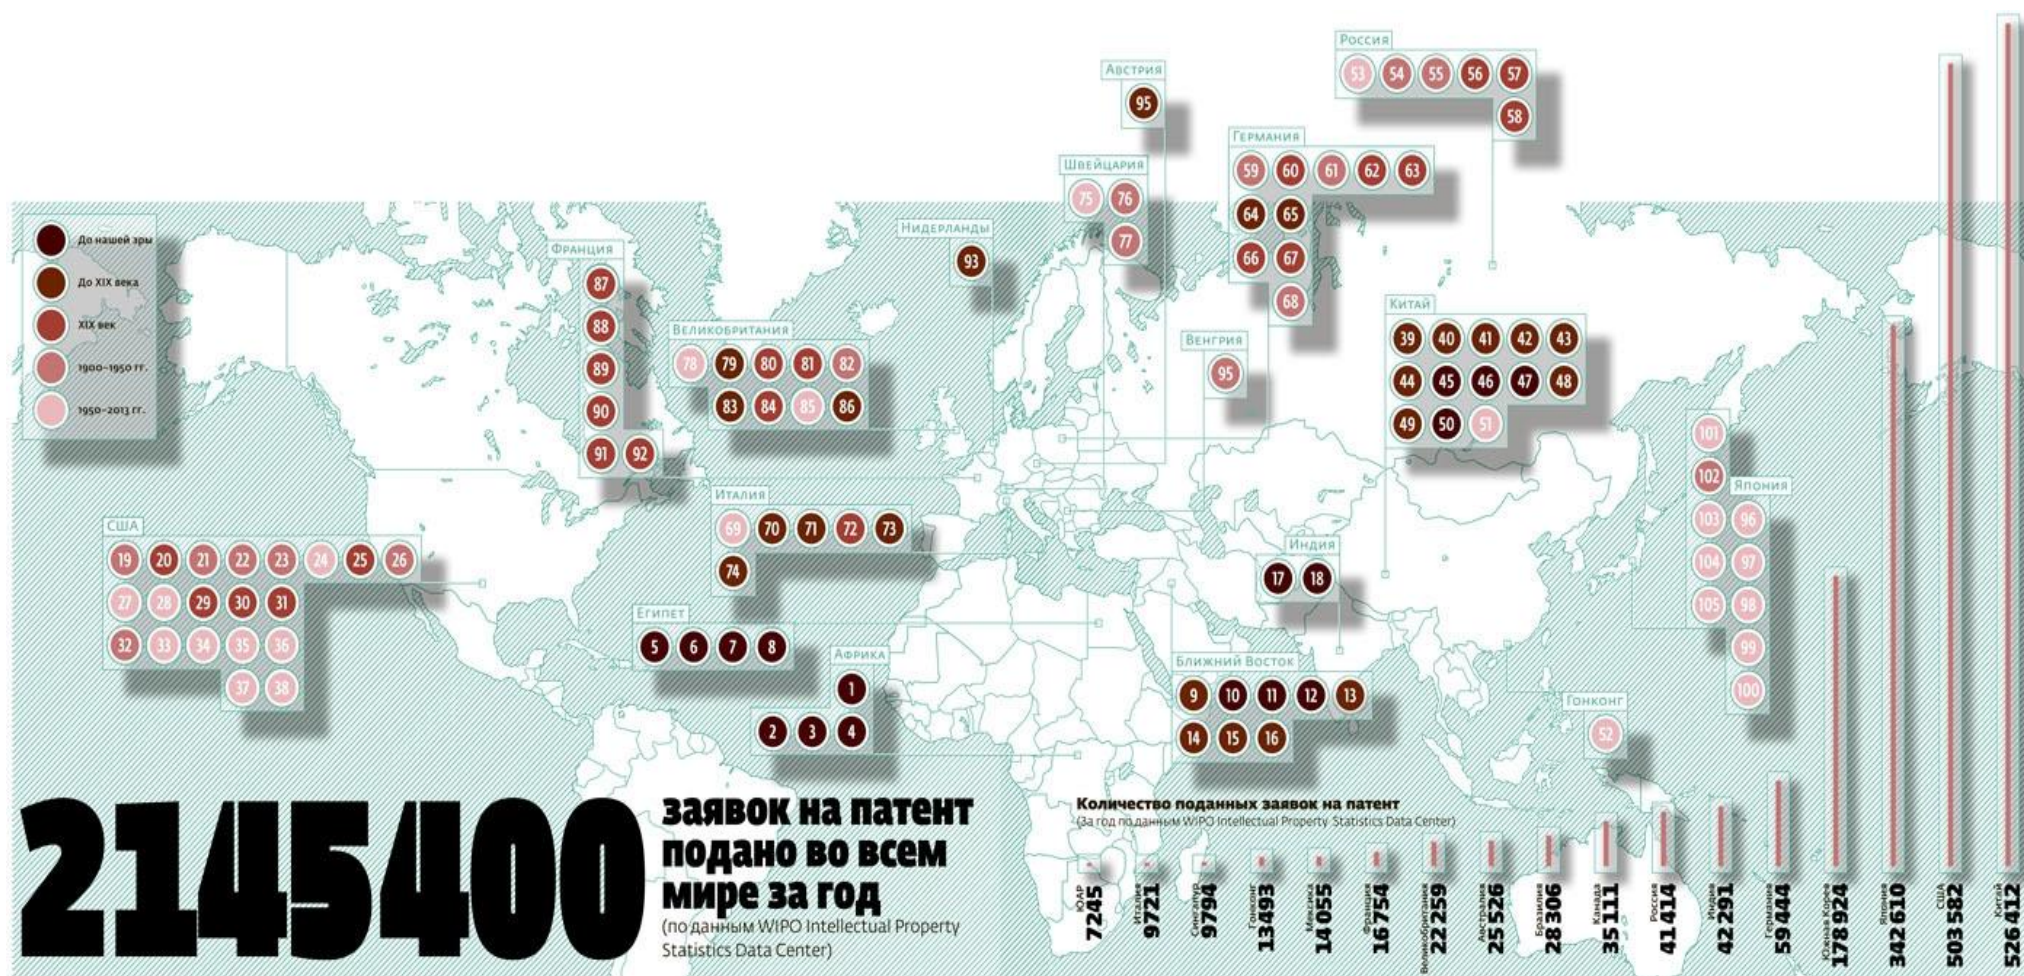 До нашей эры
До XIX века
XIX век
1900–1950 гг.
1950–2013 гг.
США
19 20 21 22 23 24 25 26
27 28 29 30 31
32 33 34 35 36
37 38
Франция
87
88
89
90
91 92
Великобритания
78 79 80 81 82
83 84 85 86
Италия
69 70 71 72 73
74
Египет
5 6 7 8
Африка
1
2 3 4
Нидерланды
93
Австрия
95
Швейцария
75 76
77
Германия
59 60 61 62 63
64 65
66 67
68
Россия
53 54 55 56 57
58
Венгрия
95
Китай
39 40 41 42 43
44 45 46 47 48
49 50 51
Индия
17 18
Ближний Восток
9 10 11 12 13
14 15 16
Гонконг
52
Япония
101
102
103 96
104 97
105 98
99
100
2145400
заявок на патент
подано во всем
мире за год
(по данным WIPO Intellectual Property
Statistics Data Center)
Количество поданных заявок на патент
(За год по данным WIPO Intellectual Property Statistics Data Center)
ЮАР
7245
Италия
9721
Сингапур
9794
Гонконг
13493
Мексика
14055
Франция
16754
Великобритания
22259
Австралия
25526
Бразилия
28306
Канада
35111
Россия
41414
Индия
42291
Германия
59444
Южная Корея
178924
Япония
342610
США
503582
Китай
526412